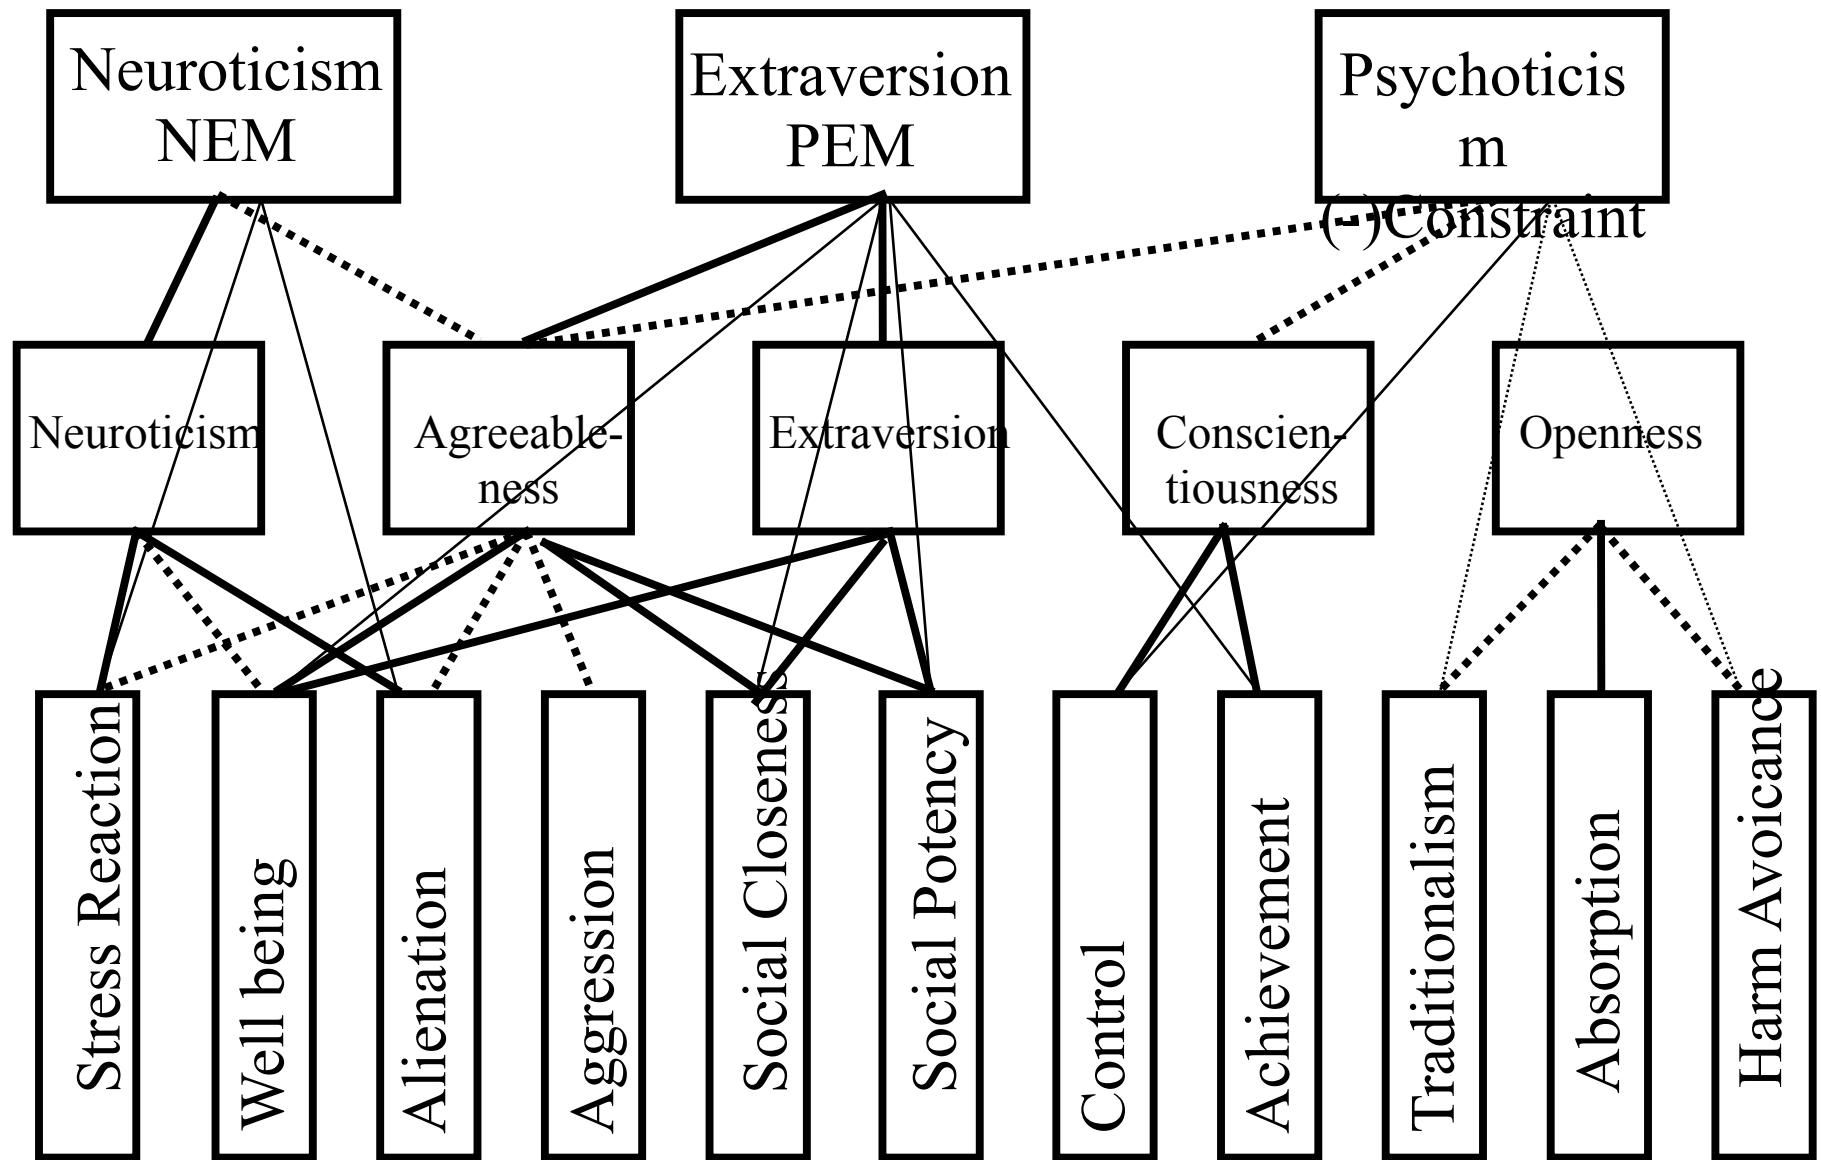 Neuroticism
NEM
Extraversion
PEM
Psychoticis
m
(-)Constraint
Neuroticism
Agreeable-
ness
Extraversion
Conscien-
tiousness
Openness
Stress Reaction
Well being
Alienation
Aggression
Social Closeness
Social Potency
Control
Achievement
Traditionalism
Absorption
Harm Avoicance